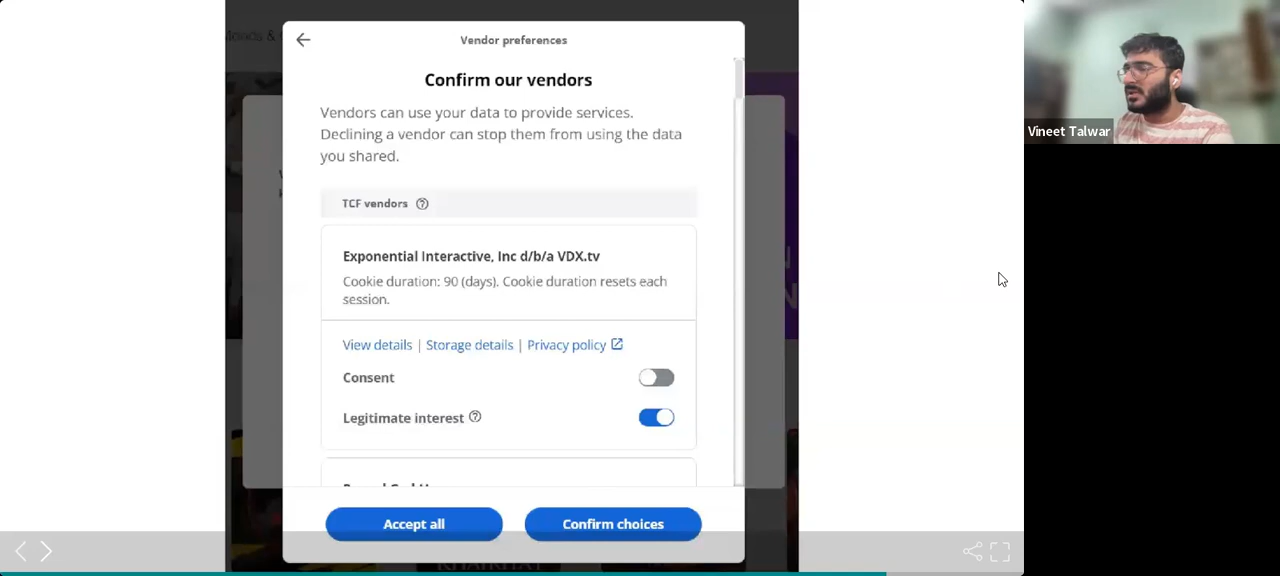 Vendor preferences
Confirm our vendors
Vendors can use your data to provide services.
Declining a vendor can stop them from using the data
you shared.
TCF vendors
Exponential Interactive, Inc d/b/a VDX.tv
Cookie duration: 90 (days). Cookie duration resets each
session.
View details | Storage details | Privacy policy
Consent
Legitimate interest
Accept all
Confirm choices
Vineet Talwar